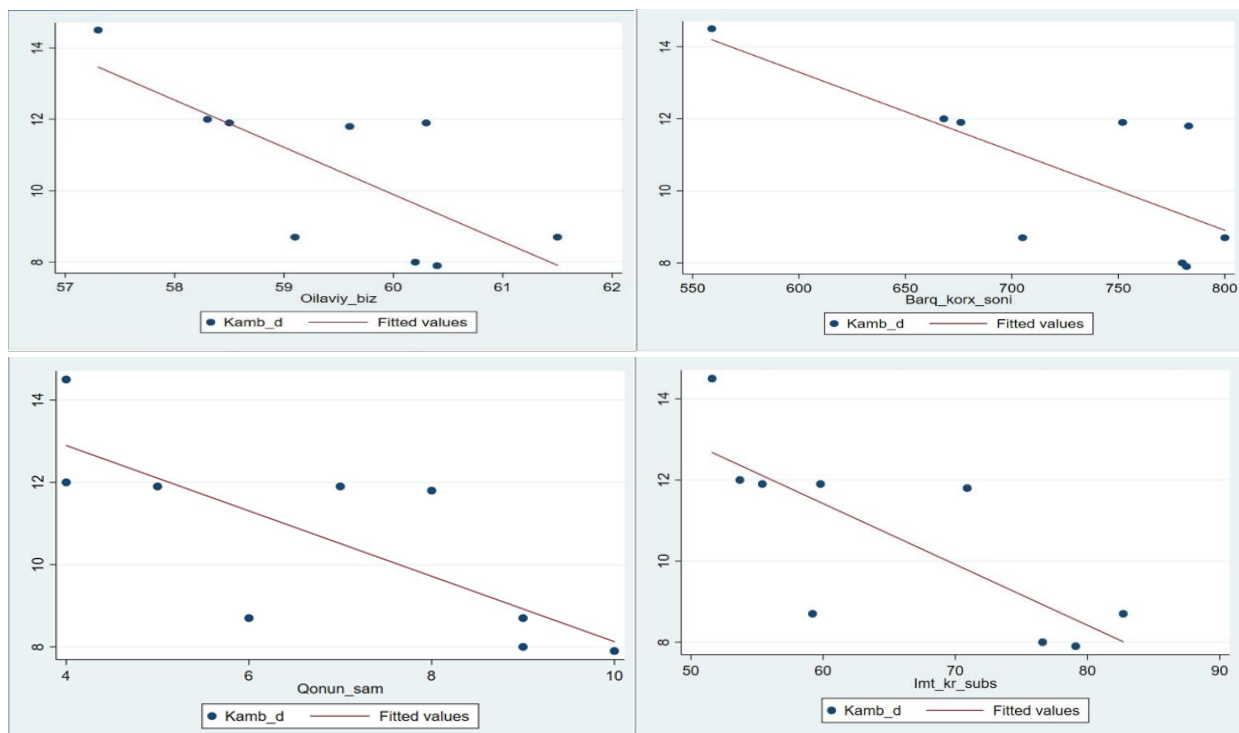 14
12
10
8
57 58 59 60 61 62
Oilaviy_biz
Kamb_d Fitted values
14
12
10
8
550 600 650 700 750 800
Barq_korx_soni
Kamb_d Fitted values
14
12
10
8
4 6 8 10
Qonun_sam
Kamb_d Fitted values
14
12
10
8
50 60 70 80 90
Imt_kr_subs
Kamb_d Fitted values